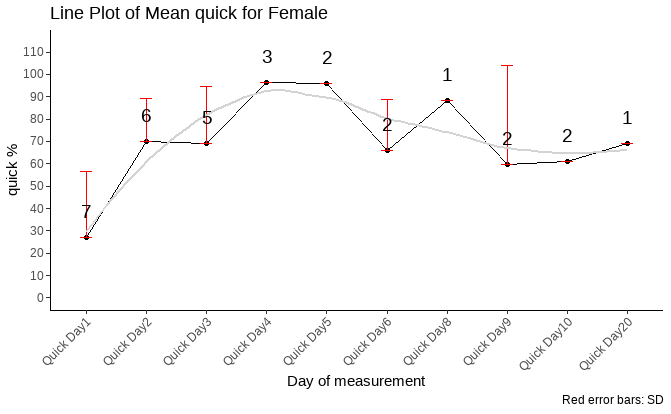 Line Plot of Mean quick for Female
110
100
90
80
70
60
50
40
30
20
10
0
quick %
7
6
5
3
2
2
1
2
2
1
Quick Day1
Quick Day2
Quick Day3
Quick Day4
Quick Day5
Quick Day6
Quick Day8
Quick Day9
Quick Day10
Quick Day20
Day of measurement
Red error bars: SD